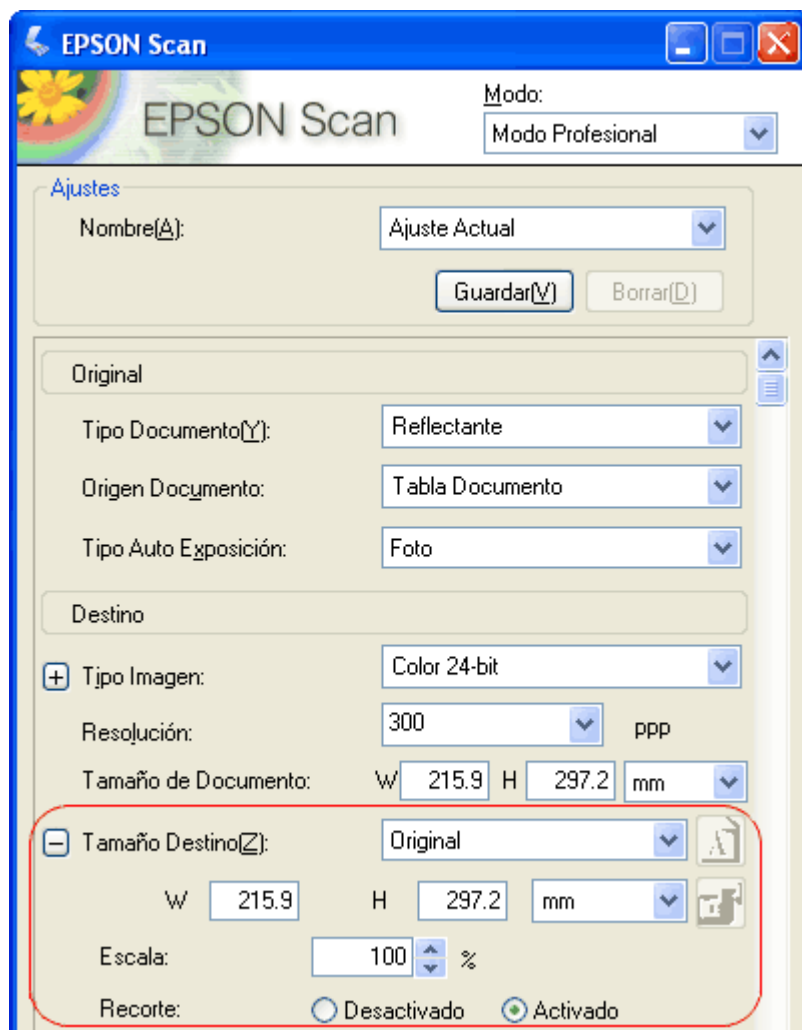 EPSON Scan
EPSON Scan
Modo:
Modo Profesional
Ajustes
Nombre(A):
Ajuste Actual
Guardar(V)
Borrar(D)
Original
Tipo Documento(Y):
Reflectante
Origen Documento:
Tabla Documento
Tipo Auto Exposición:
Foto
Destino
Tipo Imagen:
Color 24-bit
Resolución:
300
ppp
Tamaño de Documento:
W 215.9 H 297.2 mm
Tamaño Destino(Z):
Original
W 215.9 H 297.2 mm
Escala:
100 %
Recorte:
Desactivado
Activado